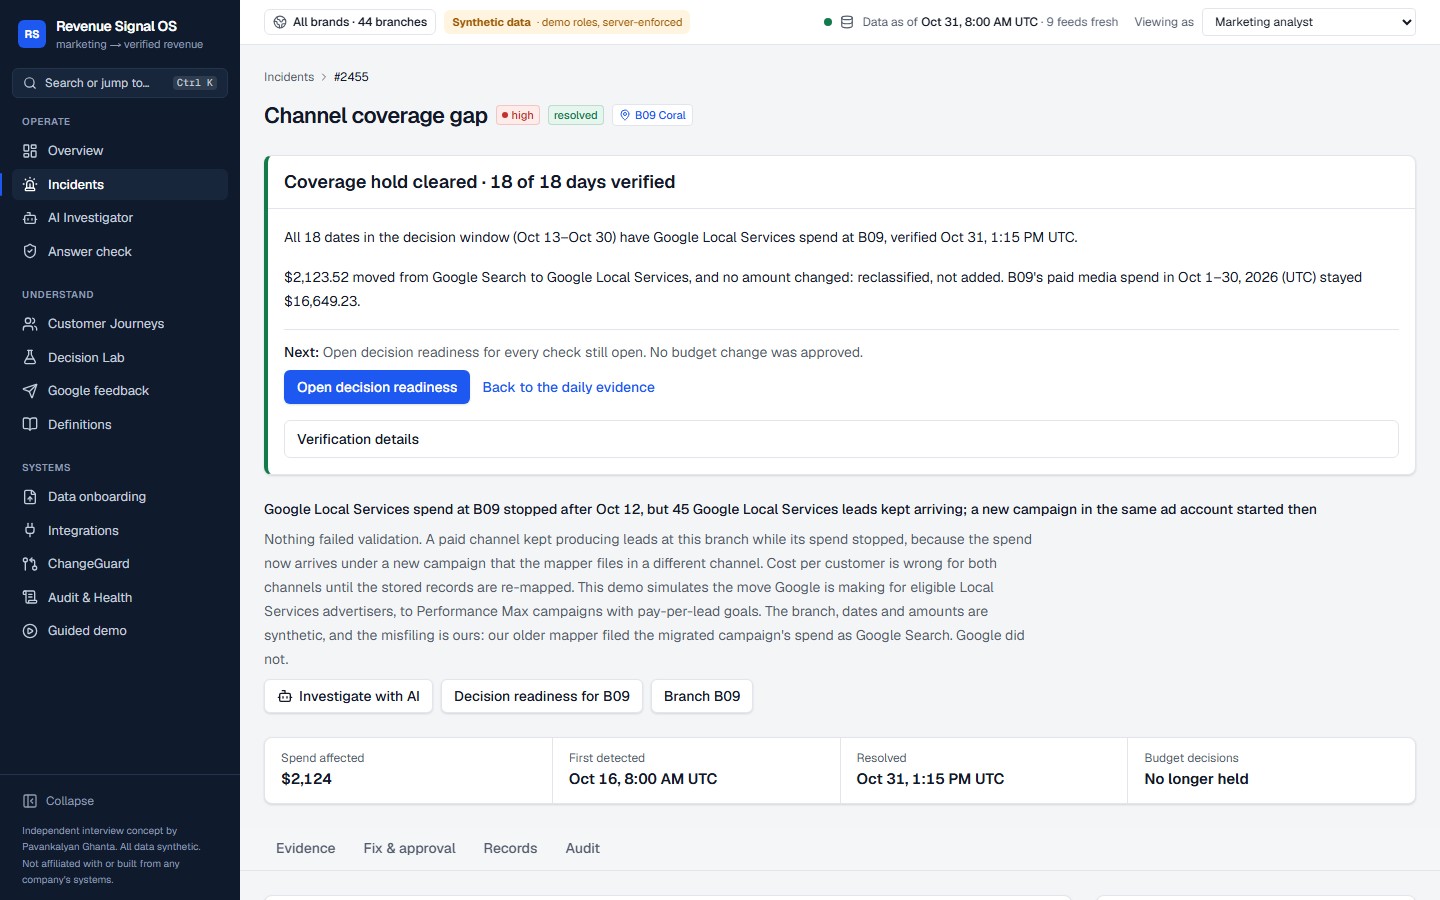 RS
Revenue Signal OS
marketing → verified revenue
Search or jump to...
Ctrl K
OPERATE
Overview
Incidents
AI Investigator
Answer check
UNDERSTAND
Customer Journeys
Decision Lab
Google feedback
Definitions
SYSTEMS
Data onboarding
Integrations
ChangeGuard
Audit & Health
Guided demo
Collapse
Independent interview concept by
Pavankalyan Ghanta. All data synthetic.
Not affiliated with or built from any
company's systems.
All brands · 44 branches
Synthetic data · demo roles, server-enforced
Data as of Oct 31, 8:00 AM UTC · 9 feeds fresh
Viewing as
Marketing analyst
Incidents › #2455
Channel coverage gap
high
resolved
B09 Coral
Coverage hold cleared · 18 of 18 days verified
All 18 dates in the decision window (Oct 13–Oct 30) have Google Local Services spend at B09, verified Oct 31, 1:15 PM UTC.
$2,123.52 moved from Google Search to Google Local Services, and no amount changed: reclassified, not added. B09's paid media spend in Oct 1–30, 2026 (UTC) stayed
$16,649.23.
Next: Open decision readiness for every check still open. No budget change was approved.
Open decision readiness
Back to the daily evidence
Verification details
Google Local Services spend at B09 stopped after Oct 12, but 45 Google Local Services leads kept arriving; a new campaign in the same ad account started then
Nothing failed validation. A paid channel kept producing leads at this branch while its spend stopped, because the spend
now arrives under a new campaign that the mapper files in a different channel. Cost per customer is wrong for both
channels until the stored records are re-mapped. This demo simulates the move Google is making for eligible Local
Services advertisers, to Performance Max campaigns with pay-per-lead goals. The branch, dates and amounts are
synthetic, and the misfiling is ours: our older mapper filed the migrated campaign's spend as Google Search. Google did
not.
Investigate with AI
Decision readiness for B09
Branch B09
Spend affected
$2,124
First detected
Oct 16, 8:00 AM UTC
Resolved
Oct 31, 1:15 PM UTC
Budget decisions
No longer held
Evidence
Fix & approval
Records
Audit